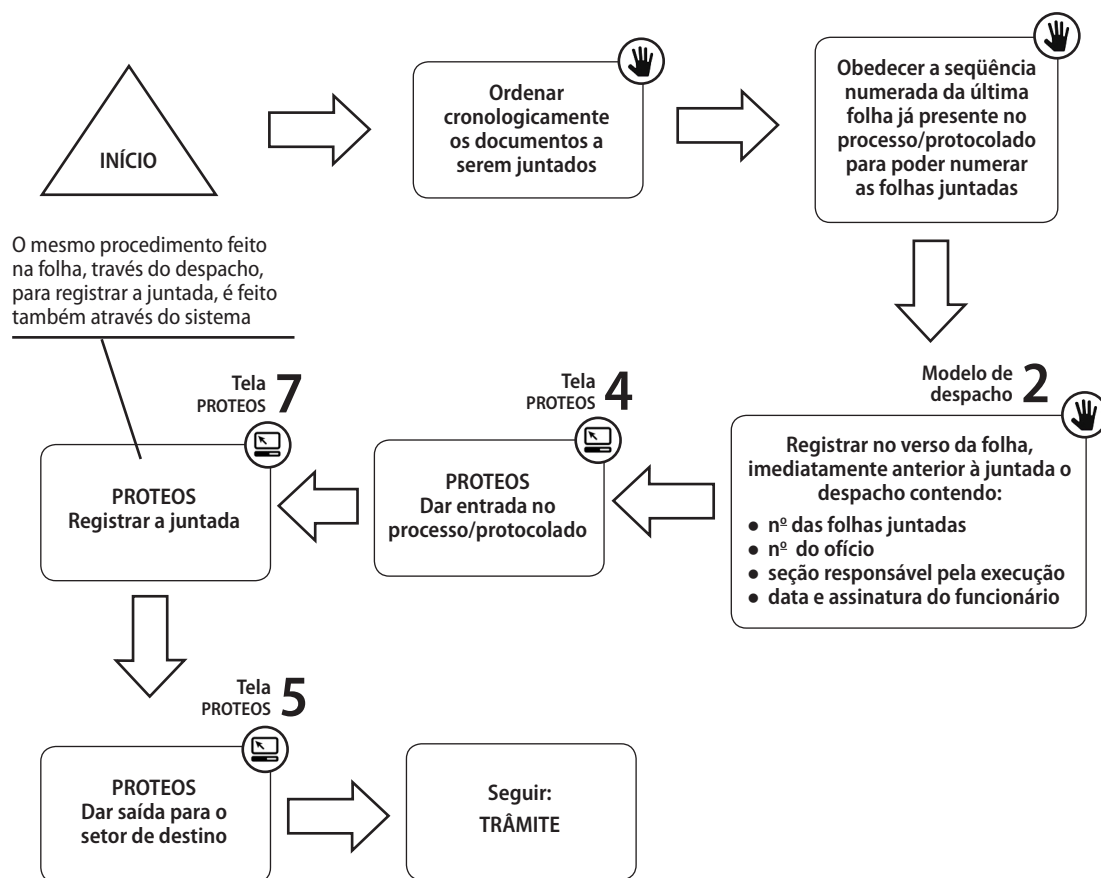 INÍCIO
Ordenar
cronologicamente
os documentos a
serem juntados
Obedecer a seqüência
numerada da última
folha já presente no
processo/protocolado
para poder numerar
as folhas juntadas
O mesmo procedimento feito
na folha, través do despacho,
para registrar a juntada, é feito
também através do sistema
Modelo de
despacho 2
Registrar no verso da folha,
imediatamente anterior à juntada o
despacho contendo:
● nº das folhas juntadas
● nº do ofício
● seção responsável pela execução
● data e assinatura do funcionário
Tela
PROTEOS 4
PROTEOS
Dar entrada no
processo/protocolado
Tela
PROTEOS 7
PROTEOS
Registrar a juntada
Tela
PROTEOS 5
PROTEOS
Dar saída para o
setor de destino
Seguir:
TRÂMITE